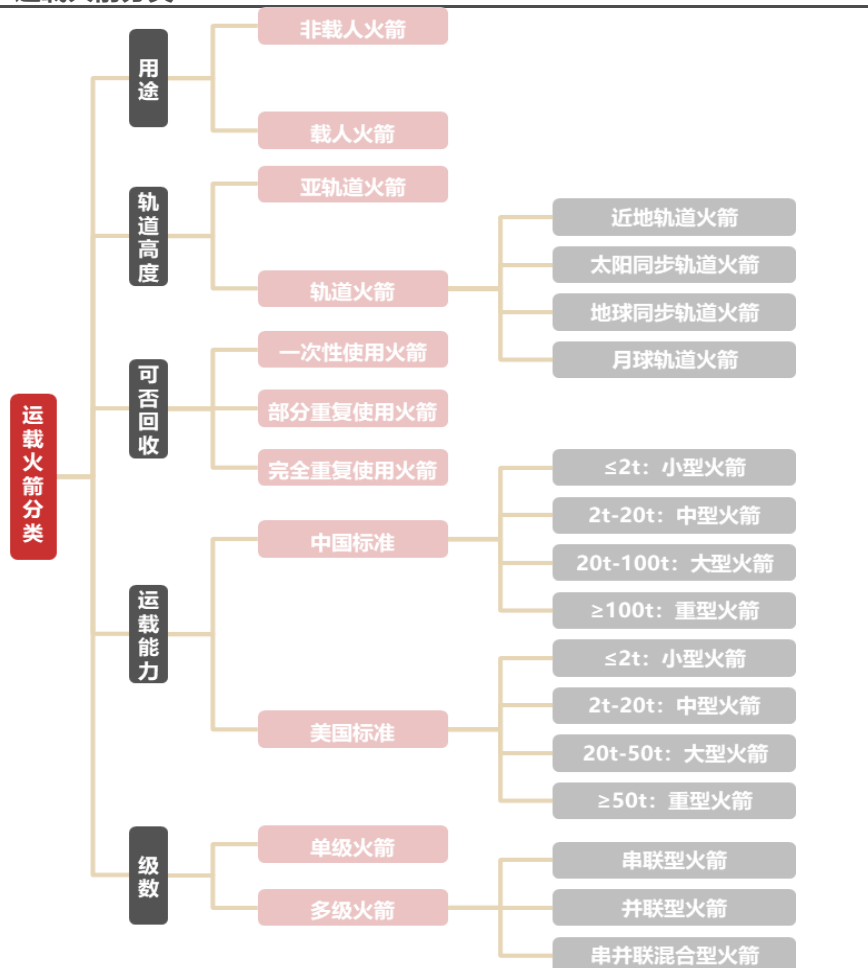 运载火箭分类
用途
非载人火箭
载人火箭
轨道高度
亚轨道火箭
轨道火箭
近地轨道火箭
太阳同步轨道火箭
地球同步轨道火箭
月球轨道火箭
可否回收
一次性使用火箭
部分重复使用火箭
完全重复使用火箭
运载能力
中国标准
≤2t：小型火箭
2t-20t：中型火箭
20t-100t：大型火箭
≥100t：重型火箭
美国标准
≤2t：小型火箭
2t-20t：中型火箭
20t-50t：大型火箭
≥50t：重型火箭
级数
单级火箭
多级火箭
串联型火箭
并联型火箭
串并联混合型火箭